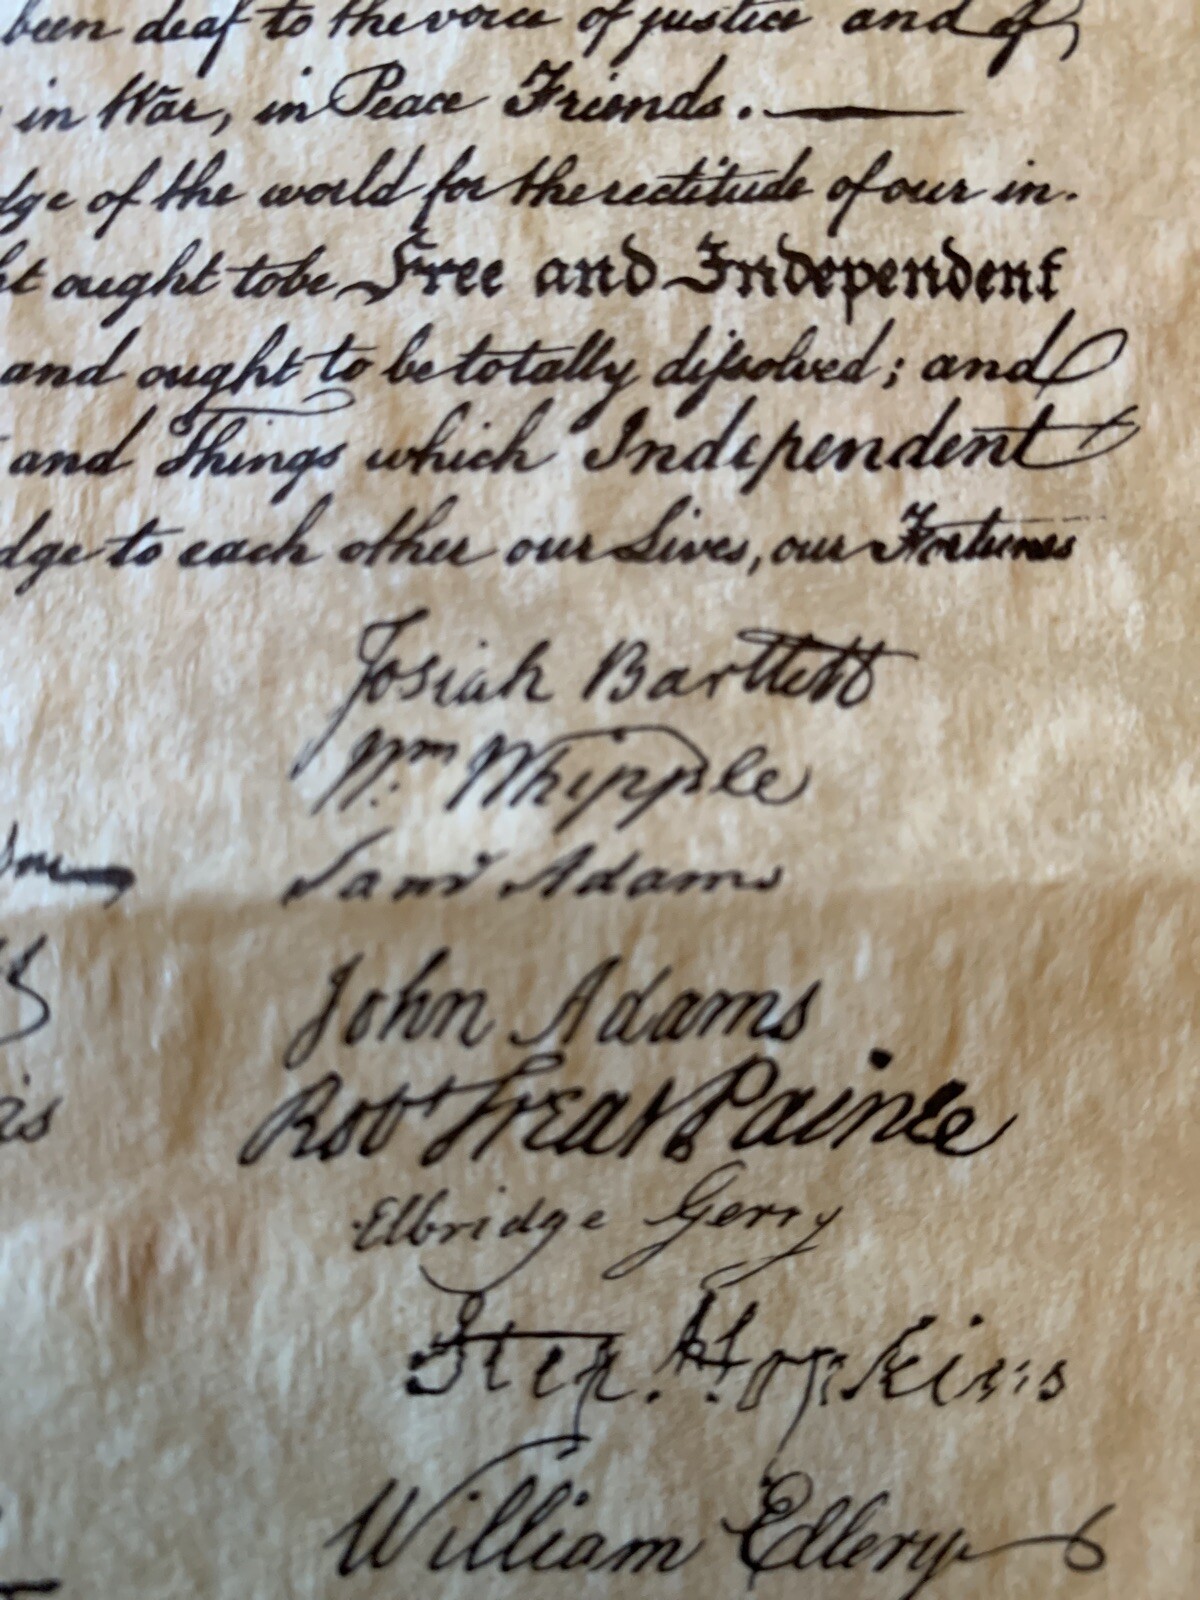 been deaf to the voice of justice and of
in War, in Peace Friends.
dge of the world for the rectitude of our in-
ht ought to be Free and Independent
and ought to be totally dissolved; and
and Things which Independent
dge to each other our Lives, our Fortunes
Josiah Bartlett
Wm Whipple
Saml Adams
John Adams
Robt Treat Paine
Elbridge Gerry
Step. Hopkins
William Ellery